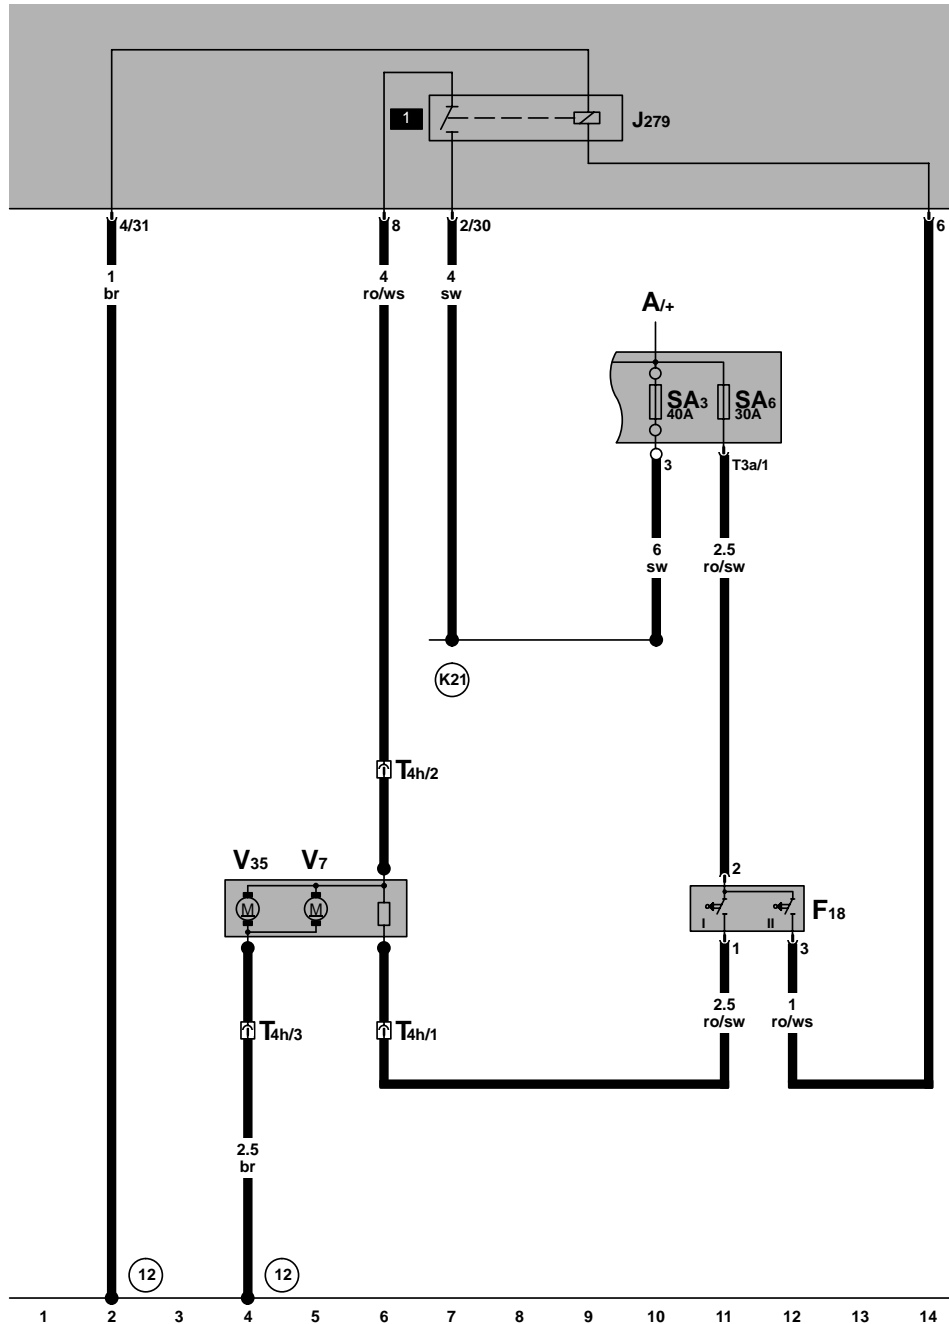 1
J279
4/31
8
2/30
6
1
br
4
ro/ws
4
sw
A/+
SA3
40A
SA6
30A
3
T3a/1
6
sw
2.5
ro/sw
K21
T4h/2
V35
V7
2
M
M
I
II
F18
1
3
2.5
ro/sw
1
ro/ws
T4h/3
T4h/1
2.5
br
12
12
1 2 3 4 5 6 7 8 9 10 11 12 13 14